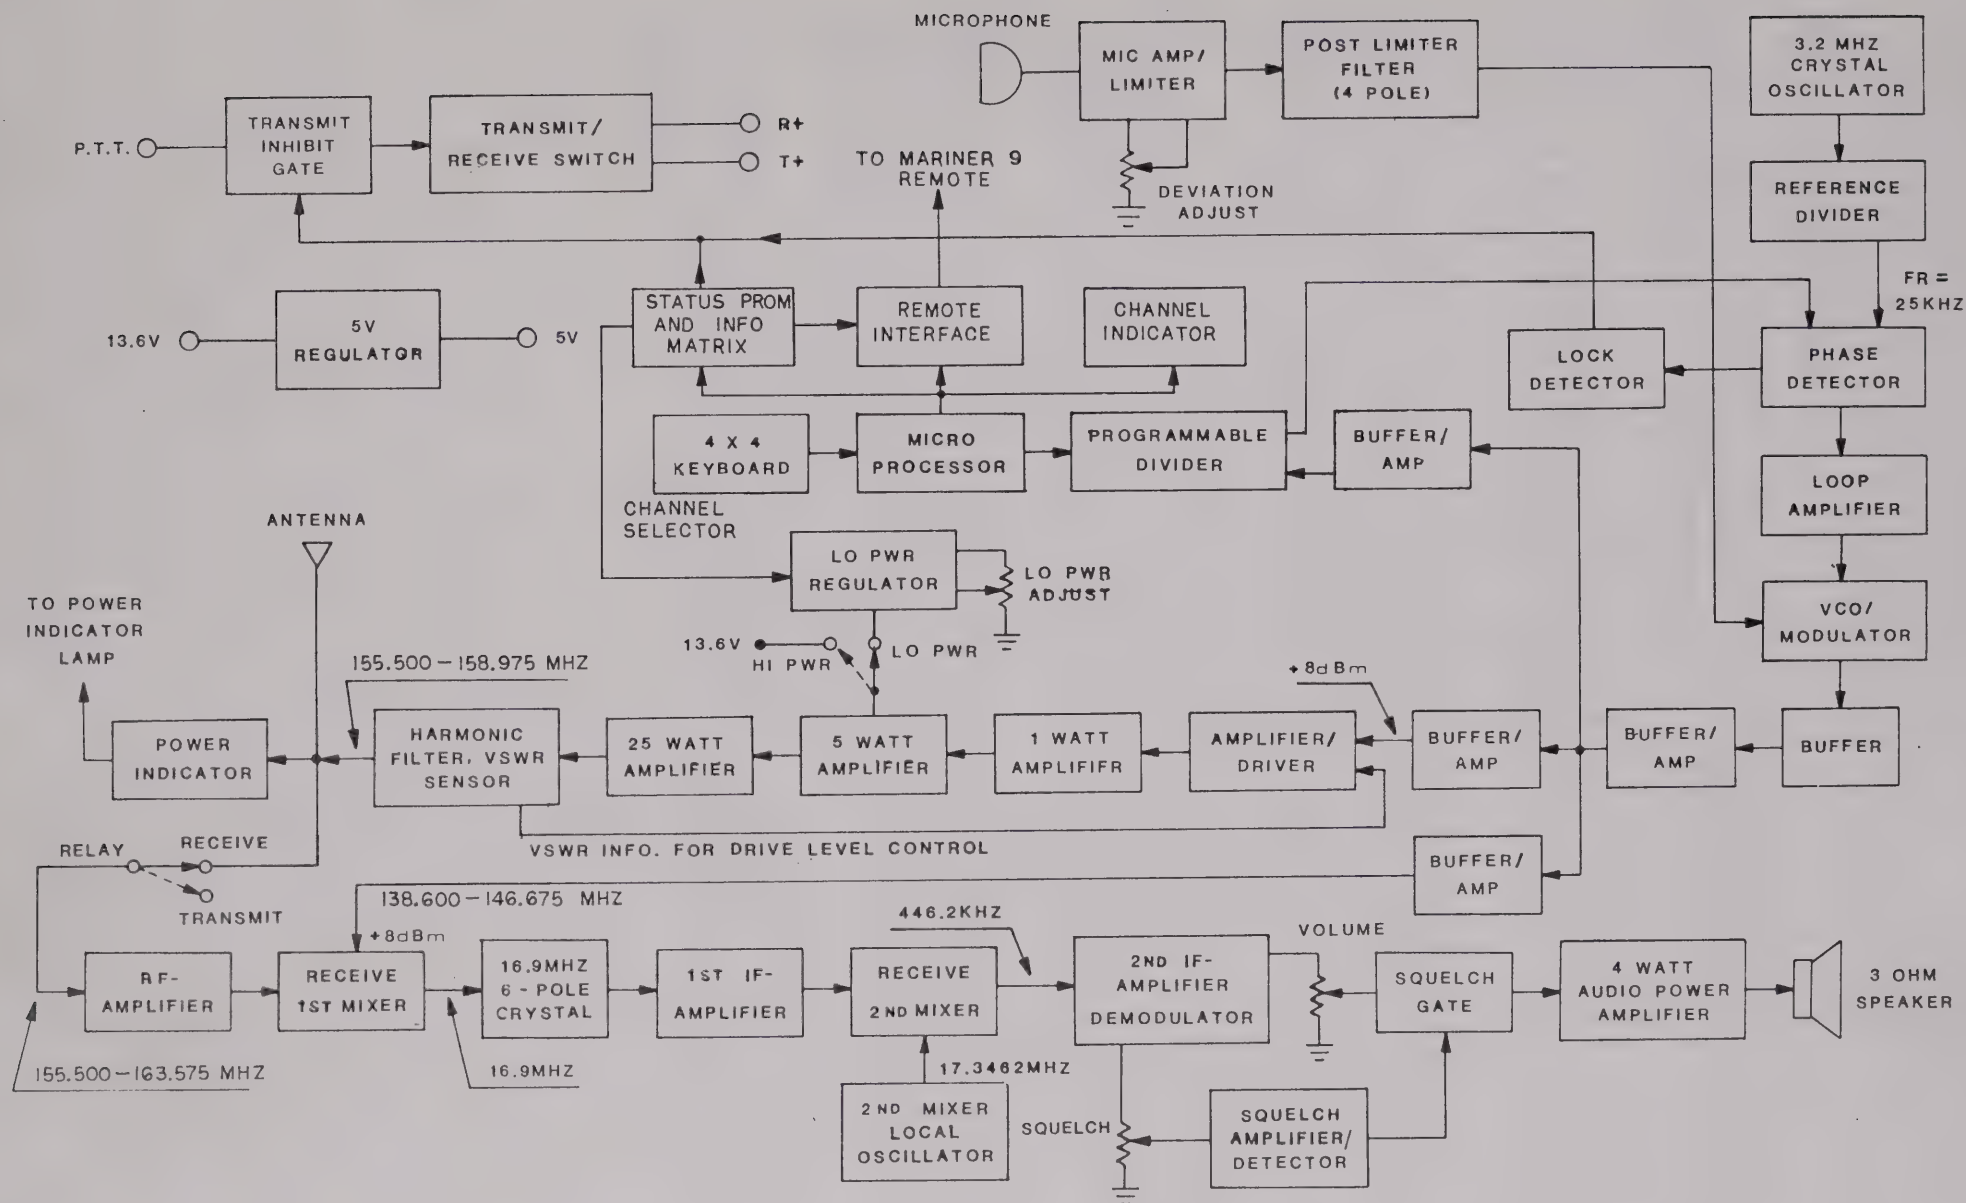 MICROPHONE
MIC AMP/
LIMITER
POST LIMITER
FILTER
(4 POLE)
3.2 MHZ
CRYSTAL
OSCILLATOR
P.T.T.
TRANSMIT
INHIBIT
GATE
TRANSMIT/
RECEIVE SWITCH
R+
T+
TO MARINER 9
REMOTE
DEVIATION
ADJUST
REFERENCE
DIVIDER
FR =
25KHZ
13.6V
5V
REGULATOR
5V
STATUS PROM
AND INFO
MATRIX
REMOTE
INTERFACE
CHANNEL
INDICATOR
LOCK
DETECTOR
PHASE
DETECTOR
4 X 4
KEYBOARD
MICRO
PROCESSOR
PROGRAMMABLE
DIVIDER
BUFFER/
AMP
LOOP
AMPLIFIER
CHANNEL
SELECTOR
ANTENNA
LO PWR
REGULATOR
LO PWR
ADJUST
VCO/
MODULATOR
TO POWER
INDICATOR
LAMP
155.500-158.975 MHZ
13.6V
HI PWR
LO PWR
+8dBm
POWER
INDICATOR
HARMONIC
FILTER, VSWR
SENSOR
25 WATT
AMPLIFIER
5 WATT
AMPLIFIER
1 WATT
AMPLIFIFR
AMPLIFIER/
DRIVER
BUFFER/
AMP
BUFFER/
AMP
BUFFER
RELAY
RECEIVE
TRANSMIT
VSWR INFO. FOR DRIVE LEVEL CONTROL
BUFFER/
AMP
138.600-146.675 MHZ
+8dBm
446.2KHZ
VOLUME
RF-
AMPLIFIER
RECEIVE
1ST MIXER
16.9MHZ
6-POLE
CRYSTAL
1ST IF-
AMPLIFIER
RECEIVE
2ND MIXER
2ND IF-
AMPLIFIER
DEMODULATOR
SQUELCH
GATE
4 WATT
AUDIO POWER
AMPLIFIER
3 OHM
SPEAKER
155.500-163.575 MHZ
16.9MHZ
17.3462MHZ
2ND MIXER
LOCAL
OSCILLATOR
SQUELCH
SQUELCH
AMPLIFIER/
DETECTOR